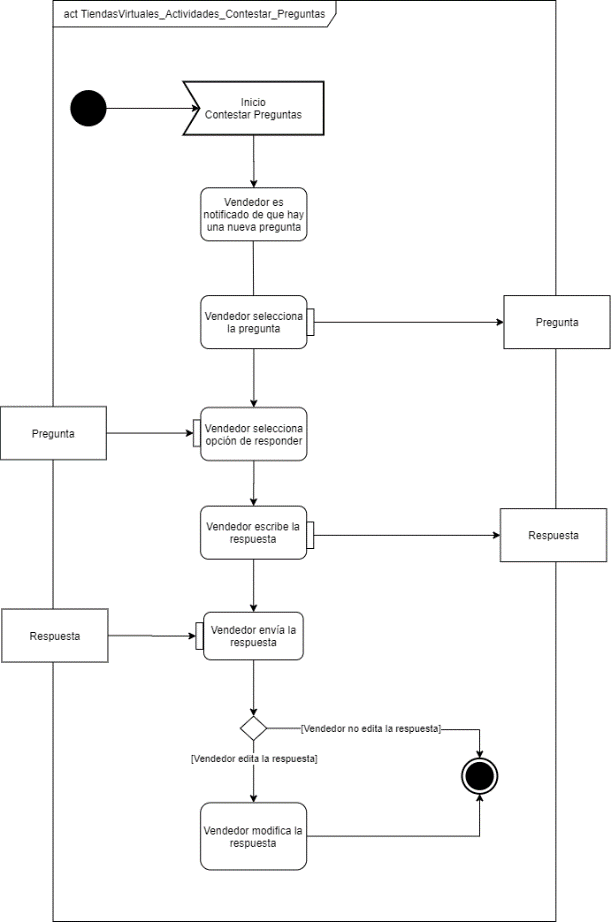 act TiendasVirtuales_Actividades_Contestar_Preguntas
Inicio
Contestar Preguntas
Vendedor es
notificado de que hay
una nueva pregunta
Vendedor selecciona
la pregunta
Pregunta
Pregunta
Vendedor selecciona
opción de responder
Vendedor escribe la
respuesta
Respuesta
Respuesta
Vendedor envía la
respuesta
[Vendedor no edita la respuesta]
[Vendedor edita la respuesta]
Vendedor modifica la
respuesta